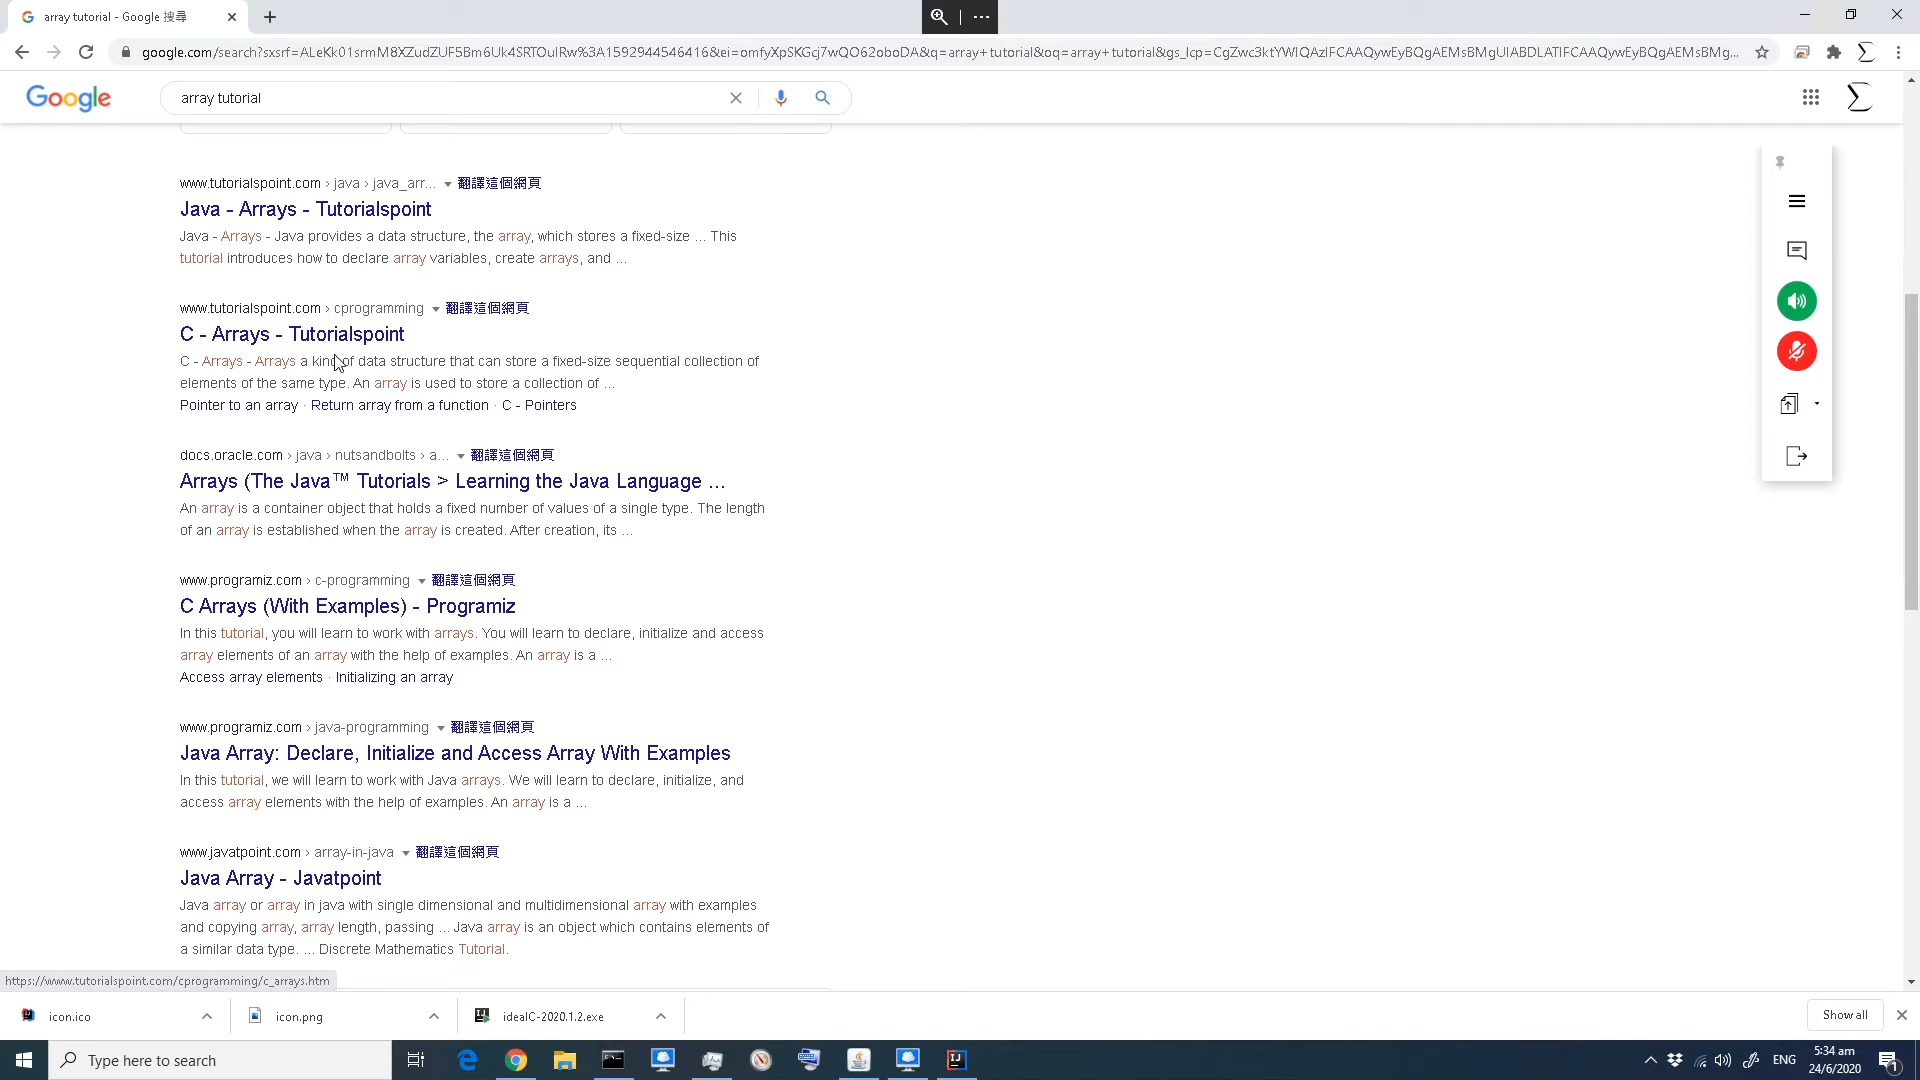 array tutorial - Google 搜尋
google.com/search?sxsrf=ALeKk01srmM8XZudZUF5Bm6Uk4SRTOuIRw%3A1592944546416&ei=omfyXpSKGcj7wQO62oboDA&q=array+tutorial&oq=array+tutorial&gs_lcp=CgZwc3ktYWIQAzIFCAAQywEyBQgAEMsBMgUIABDLATIFCAAQywEyBQgAEMsBMg...
Google
array tutorial
www.tutorialspoint.com › java › java_arr... 翻譯這個網頁
Java - Arrays - Tutorialspoint
Java - Arrays - Java provides a data structure, the array, which stores a fixed-size ... This
tutorial introduces how to declare array variables, create arrays, and ...
www.tutorialspoint.com › cprogramming 翻譯這個網頁
C - Arrays - Tutorialspoint
C - Arrays - Arrays a kind of data structure that can store a fixed-size sequential collection of
elements of the same type. An array is used to store a collection of ...
Pointer to an array · Return array from a function · C - Pointers
docs.oracle.com › java › nutsandbolts › a... 翻譯這個網頁
Arrays (The Java™ Tutorials > Learning the Java Language ...
An array is a container object that holds a fixed number of values of a single type. The length
of an array is established when the array is created. After creation, its ...
www.programiz.com › c-programming 翻譯這個網頁
C Arrays (With Examples) - Programiz
In this tutorial, you will learn to work with arrays. You will learn to declare, initialize and access
array elements of an array with the help of examples. An array is a ...
Access array elements · Initializing an array
www.programiz.com › java-programming 翻譯這個網頁
Java Array: Declare, Initialize and Access Array With Examples
In this tutorial, we will learn to work with Java arrays. We will learn to declare, initialize, and
access array elements with the help of examples. An array is a ...
www.javatpoint.com › array-in-java 翻譯這個網頁
Java Array - Javatpoint
Java array or array in java with single dimensional and multidimensional array with examples
and copying array, array length, passing ... Java array is an object which contains elements of
a similar data type. ... Discrete Mathematics Tutorial.
https://www.tutorialspoint.com/cprogramming/c_arrays.htm
icon.ico
icon.png
ideaIC-2020.1.2.exe
Show all
Type here to search
ENG
5:34 am
24/6/2020
1